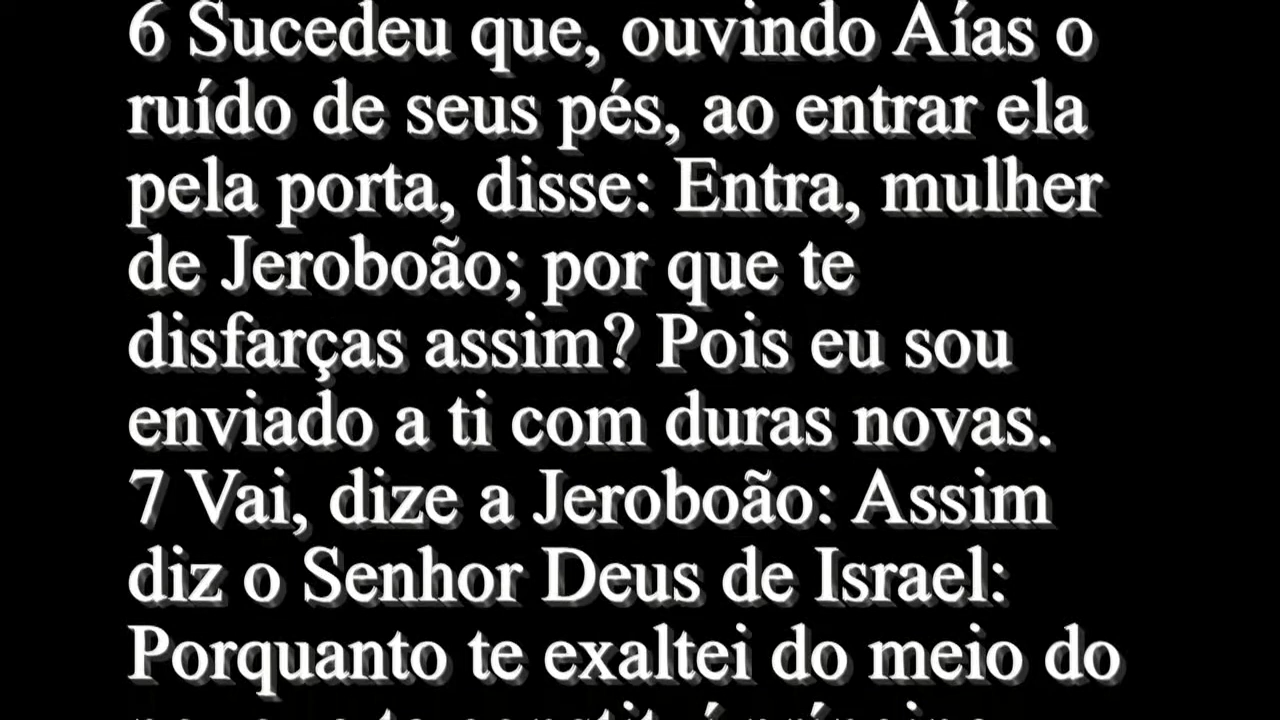 6 Sucedeu que, ouvindo Aías o
ruído de seus pés, ao entrar ela
pela porta, disse: Entra, mulher
de Jeroboão; por que te
disfarças assim? Pois eu sou
enviado a ti com duras novas.
7 Vai, dize a Jeroboão: Assim
diz o Senhor Deus de Israel:
Porquanto te exaltei do meio do